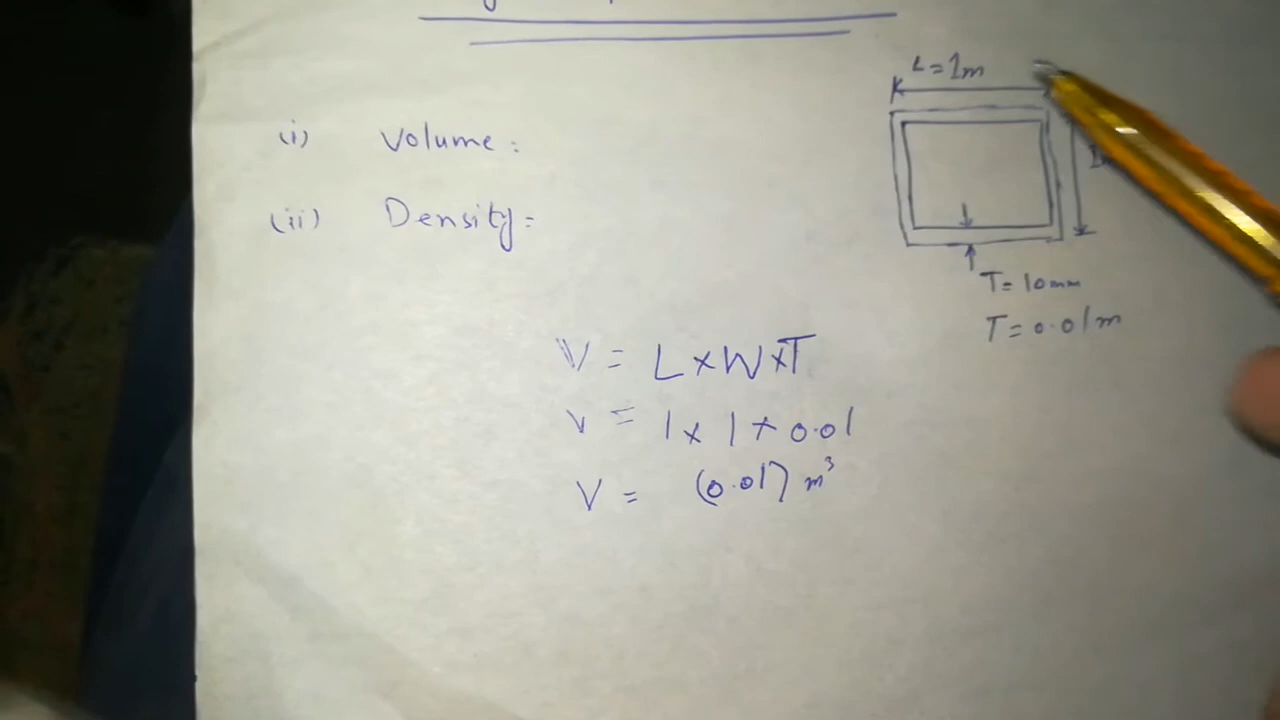 L = 1m
(i) Volume :
(ii) Density =
T = 10mm
T = 0.01m
V = L×W×T
V = 1 × 1 × 0.01
V = (0.01) m³